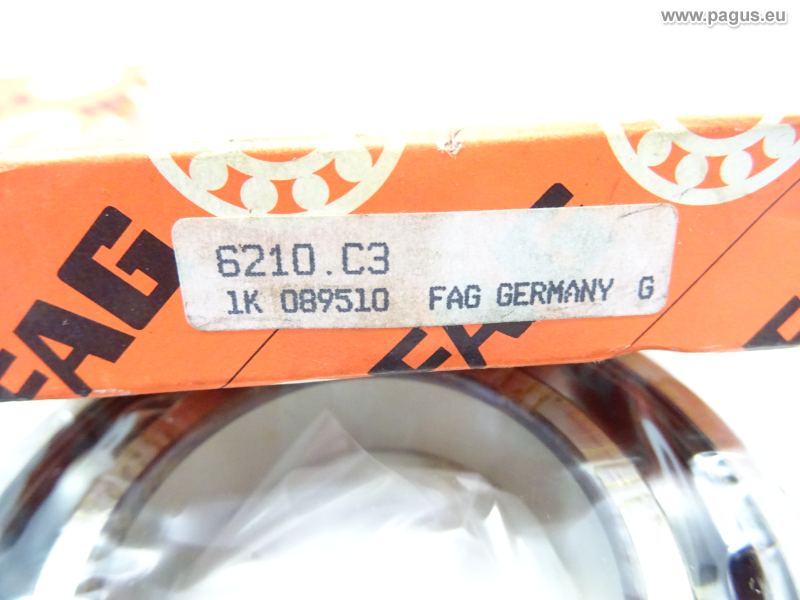 www.pagus.eu
FAG
6210.C3
1K 089510 FAG GERMANY G
FAG